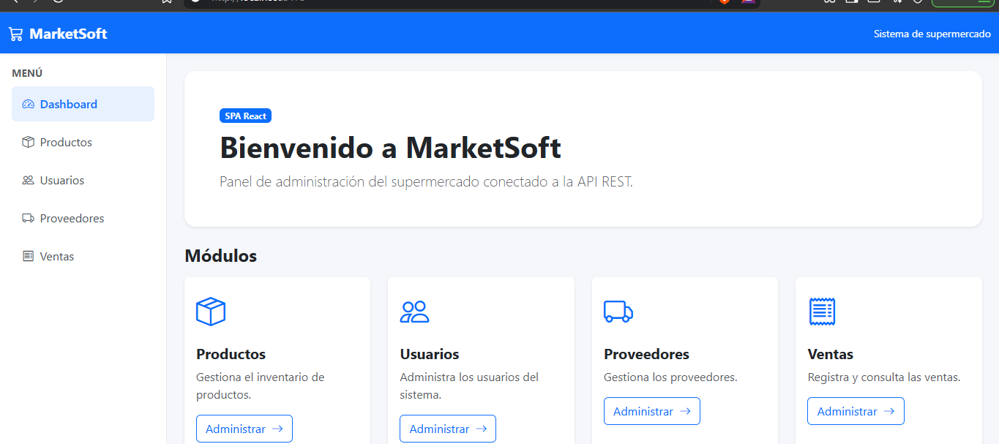 MarketSoft
Sistema de supermercado
MENÚ
Dashboard
Productos
Usuarios
Proveedores
Ventas
SPA React
Bienvenido a MarketSoft
Panel de administración del supermercado conectado a la API REST.
Módulos
Productos
Gestiona el inventario de
productos.
Administrar
Usuarios
Administra los usuarios del
sistema.
Administrar
Proveedores
Gestiona los proveedores.
Administrar
Ventas
Registra y consulta las ventas.
Administrar